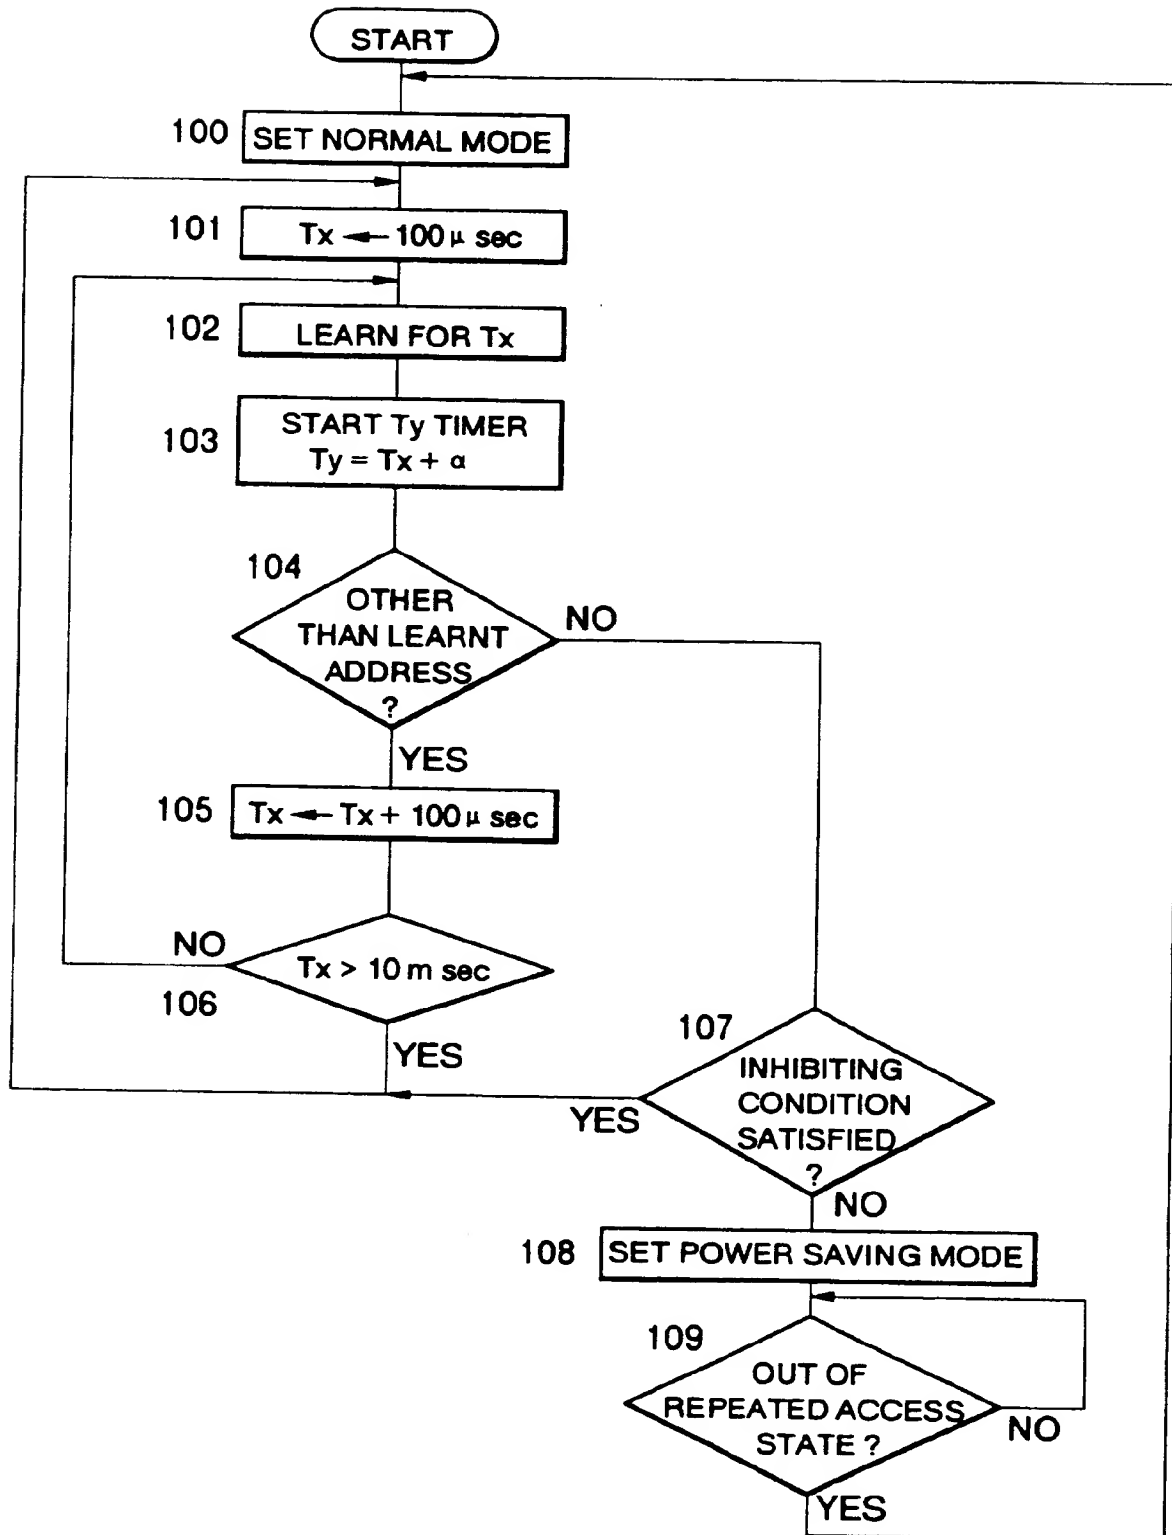 START
100
SET NORMAL MODE
101
Tx ← 100 μ sec
102
LEARN FOR Tx
103
START Ty TIMER
Ty = Tx + α
104
OTHER
THAN LEARNT
ADDRESS
?
NO
YES
105
Tx ← Tx + 100 μ sec
NO
Tx > 10 m sec
106
YES
107
INHIBITING
CONDITION
SATISFIED
?
YES
NO
108
SET POWER SAVING MODE
109
OUT OF
REPEATED ACCESS
STATE ?
NO
YES